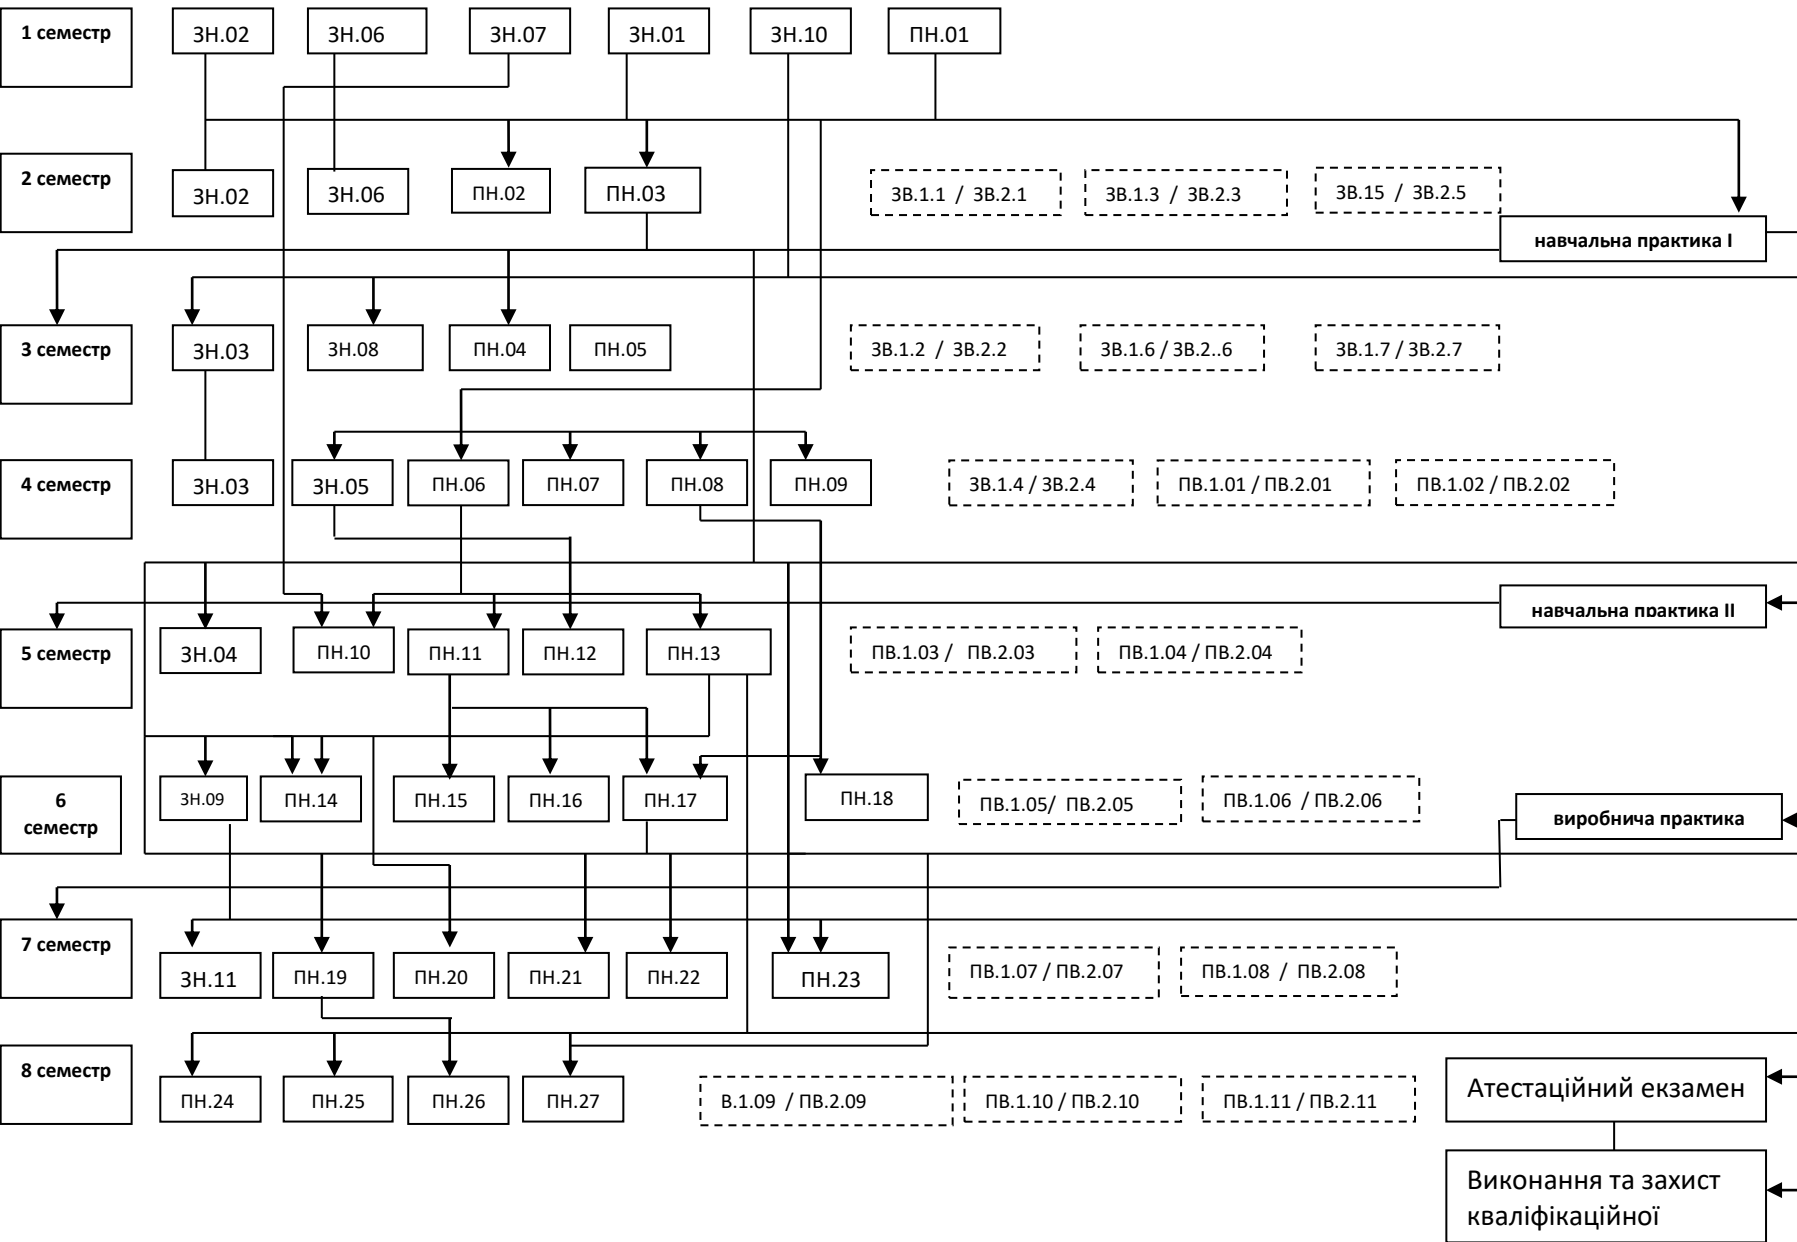 1 семестр
ЗН.02
ЗН.06
ЗН.07
ЗН.01
ЗН.10
ПН.01
2 семестр
ЗН.02
ЗН.06
ПН.02
ПН.03
ЗВ.1.1 / ЗВ.2.1
ЗВ.1.3 / ЗВ.2.3
ЗВ.15 / ЗВ.2.5
навчальна практика І
3 семестр
ЗН.03
ЗН.08
ПН.04
ПН.05
ЗВ.1.2 / ЗВ.2.2
ЗВ.1.6 / ЗВ.2..6
ЗВ.1.7 / ЗВ.2.7
4 семестр
ЗН.03
ЗН.05
ПН.06
ПН.07
ПН.08
ПН.09
ЗВ.1.4 / ЗВ.2.4
ПВ.1.01 / ПВ.2.01
ПВ.1.02 / ПВ.2.02
навчальна практика ІІ
5 семестр
ЗН.04
ПН.10
ПН.11
ПН.12
ПН.13
ПВ.1.03 / ПВ.2.03
ПВ.1.04 / ПВ.2.04
6
семестр
ЗН.09
ПН.14
ПН.15
ПН.16
ПН.17
ПН.18
ПВ.1.05/ ПВ.2.05
ПВ.1.06 / ПВ.2.06
виробнича практика
7 семестр
ЗН.11
ПН.19
ПН.20
ПН.21
ПН.22
ПН.23
ПВ.1.07 / ПВ.2.07
ПВ.1.08 / ПВ.2.08
8 семестр
ПН.24
ПН.25
ПН.26
ПН.27
В.1.09 / ПВ.2.09
ПВ.1.10 / ПВ.2.10
ПВ.1.11 / ПВ.2.11
Атестаційний екзамен
Виконання та захист
кваліфікаційної